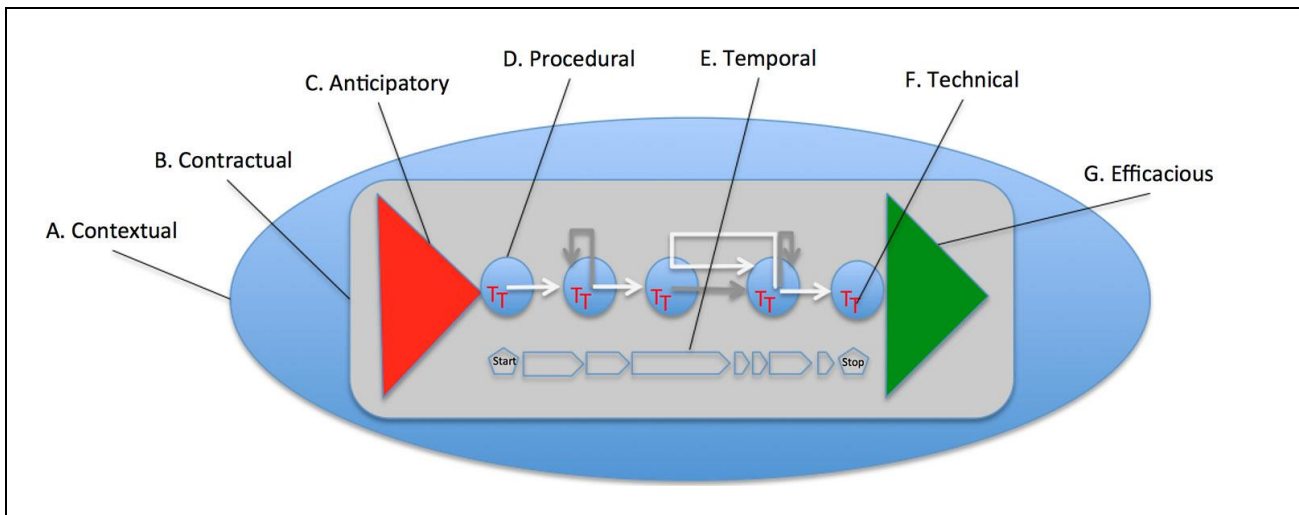 A. Contextual
B. Contractual
C. Anticipatory
D. Procedural
E. Temporal
F. Technical
G. Efficacious
TT
TT
TT
TT
TT
Start
Stop